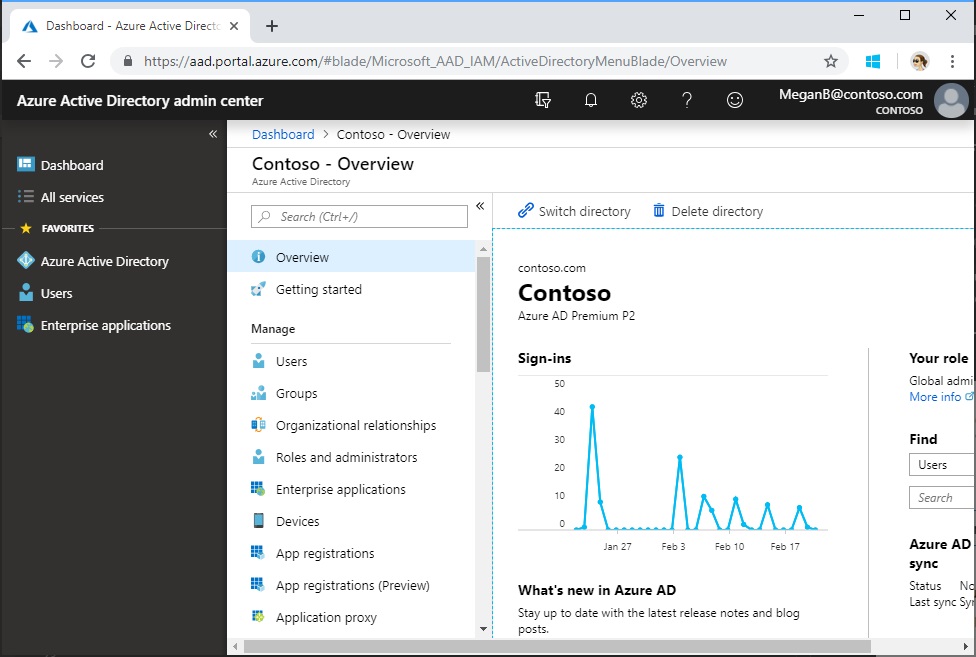 Dashboard - Azure Active Directo
https://aad.portal.azure.com/#blade/Microsoft_AAD_IAM/ActiveDirectoryMenuBlade/Overview
Azure Active Directory admin center
MeganB@contoso.com
CONTOSO
Dashboard
All services
FAVORITES
Azure Active Directory
Users
Enterprise applications
Dashboard > Contoso - Overview
Contoso - Overview
Azure Active Directory
Search (Ctrl+/)
Overview
Getting started
Manage
Users
Groups
Organizational relationships
Roles and administrators
Enterprise applications
Devices
App registrations
App registrations (Preview)
Application proxy
Switch directory
Delete directory
contoso.com
Contoso
Azure AD Premium P2
Sign-ins
50
40
30
20
10
0
Jan 27 Feb 3 Feb 10 Feb 17
What's new in Azure AD
Stay up to date with the latest release notes and blog
posts.
Your role
Global admi
More info
Find
Users
Search
Azure AD
sync
Status No
Last sync Syn